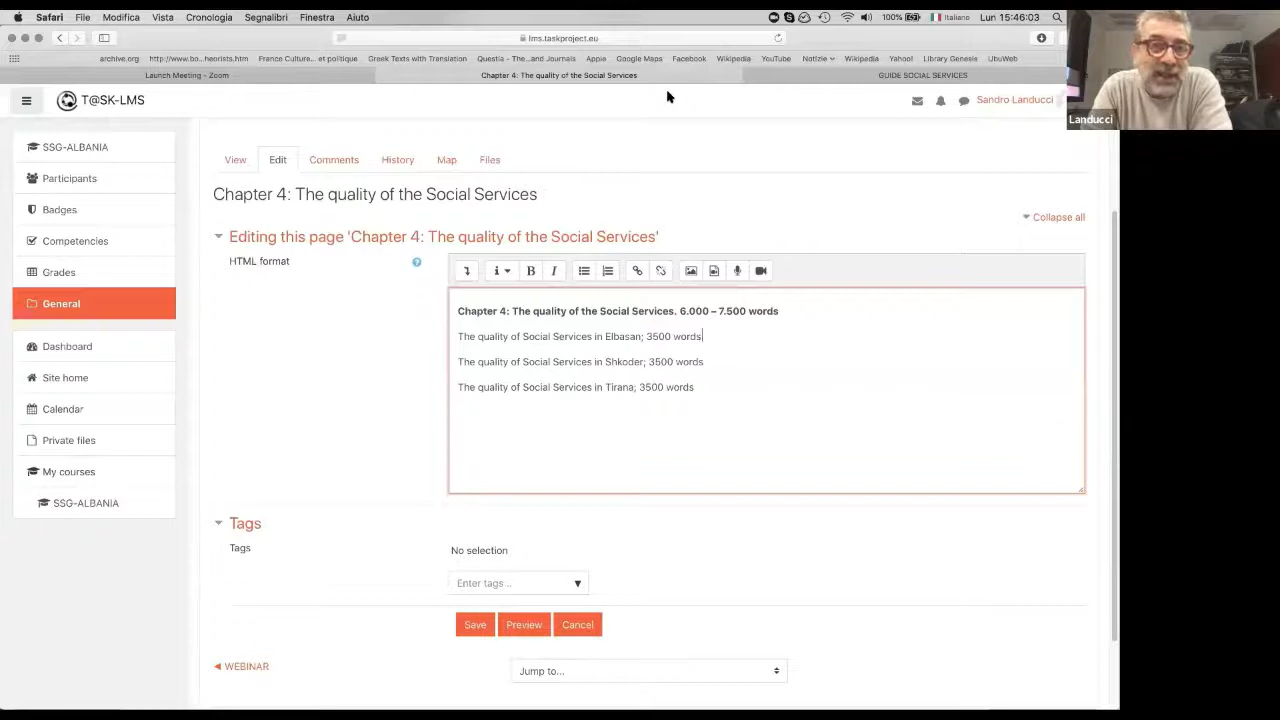 Safari File Modifica Vista Cronologia Segnalibri Finestra Aiuto 100% Italiano Lun 15:46:03
lms.taskproject.eu
archive.org http://www.bo...heorists.htm France Culture... et politique Greek Texts with Translation Questia - The...and Journals Apple Google Maps Facebook Wikipedia YouTube Notizie Wikipedia Yahoo! Library Genesis UbuWeb
Launch Meeting - Zoom Chapter 4: The quality of the Social Services GUIDE SOCIAL SERVICES
T@SK-LMS Sandro Landucci
Landucci
SSG-ALBANIA
Participants
Badges
Competencies
Grades
General
Dashboard
Site home
Calendar
Private files
My courses
SSG-ALBANIA
View Edit Comments History Map Files
Chapter 4: The quality of the Social Services
Collapse all
Editing this page 'Chapter 4: The quality of the Social Services'
HTML format
i B I
Chapter 4: The quality of the Social Services. 6.000 – 7.500 words
The quality of Social Services in Elbasan; 3500 words
The quality of Social Services in Shkoder; 3500 words
The quality of Social Services in Tirana; 3500 words
Tags
Tags No selection
Enter tags...
Save Preview Cancel
WEBINAR Jump to...